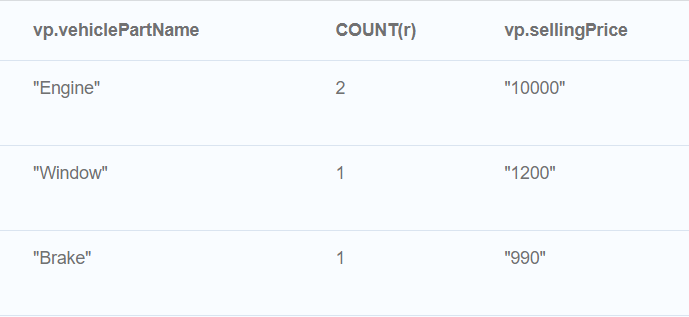 vp.vehiclePartName COUNT(r) vp.sellingPrice
"Engine" 2 "10000"
"Window" 1 "1200"
"Brake" 1 "990"